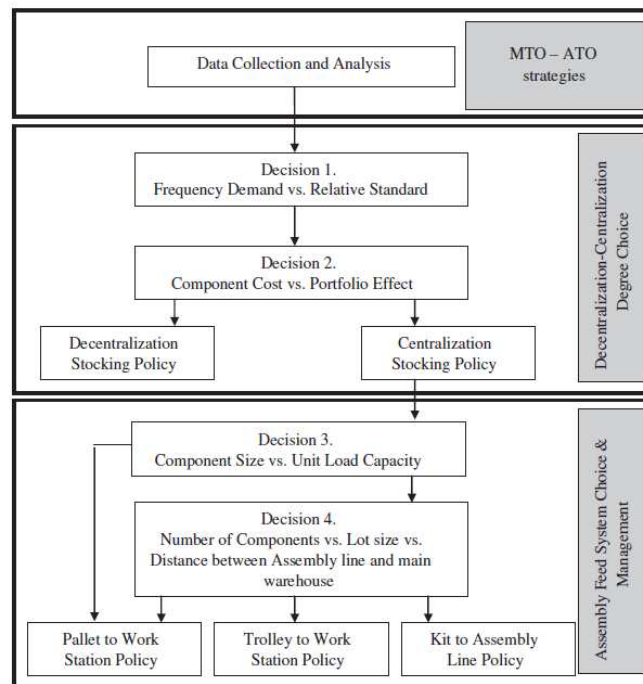 Data Collection and Analysis
MTO – ATO
strategies
Decision 1.
Frequency Demand vs. Relative Standard
Decision 2.
Component Cost vs. Portfolio Effect
Decentralization
Stocking Policy
Centralization
Stocking Policy
Decentralization-Centralization
Degree Choice
Decision 3.
Component Size vs. Unit Load Capacity
Decision 4.
Number of Components vs. Lot size vs.
Distance between Assembly line and main
warehouse
Pallet to Work
Station Policy
Trolley to Work
Station Policy
Kit to Assembly
Line Policy
Assembly Feed System Choice &
Management